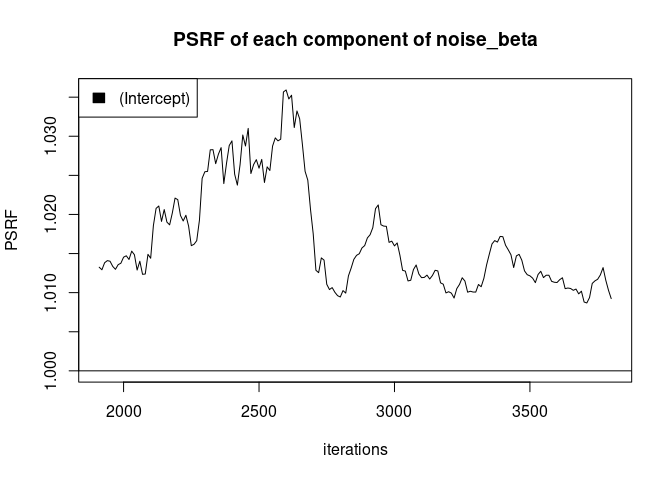 PSRF of each component of noise_beta
(Intercept)
1.030
1.020
1.010
1.000
PSRF
2000 2500 3000 3500
iterations